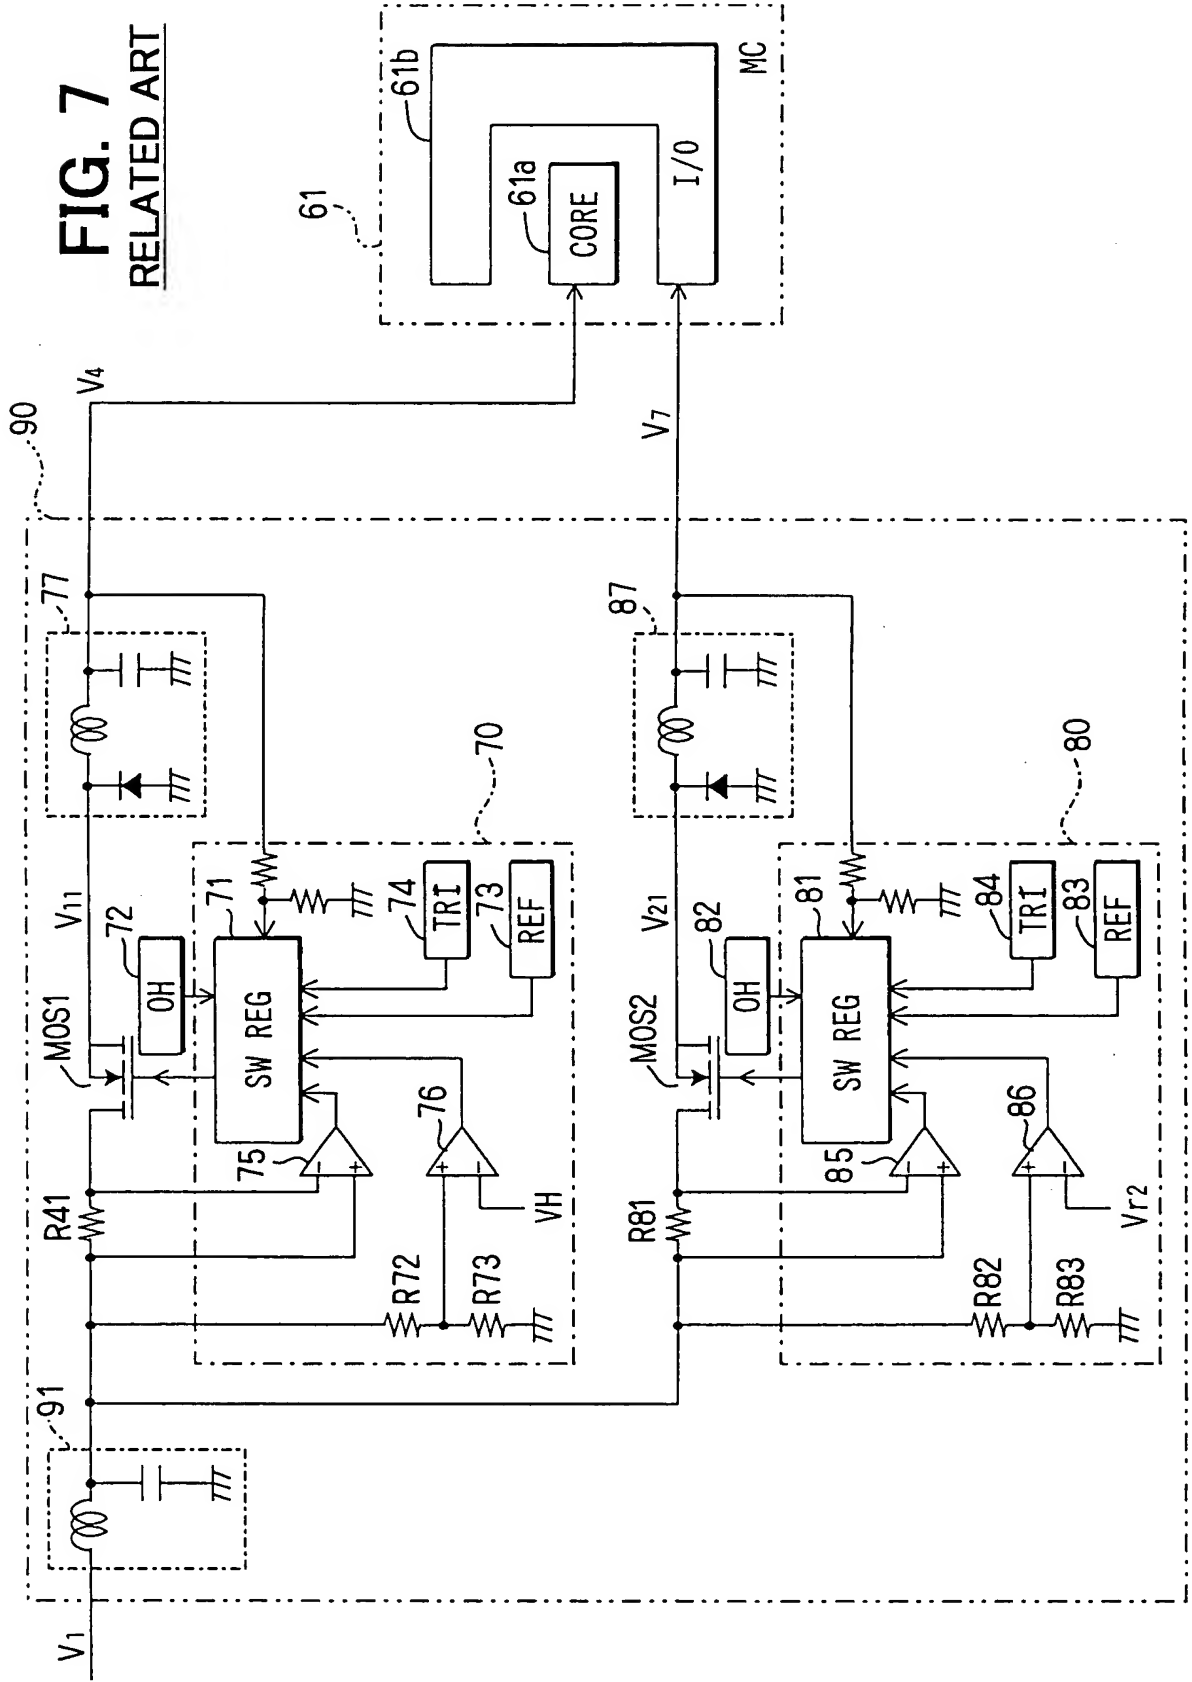 FIG. 7
RELATED ART
90
61
61b
61a
CORE
I/O
MC
V4
V7
91
V1
R41
MOS1
V11
77
72
OH
71
SW REG
70
74
TRI
73
REF
75
-
+
76
+
-
VH
R72
R73
R81
MOS2
V21
87
82
OH
81
SW REG
80
84
TRI
83
REF
85
-
+
86
+
-
Vr2
R82
R83